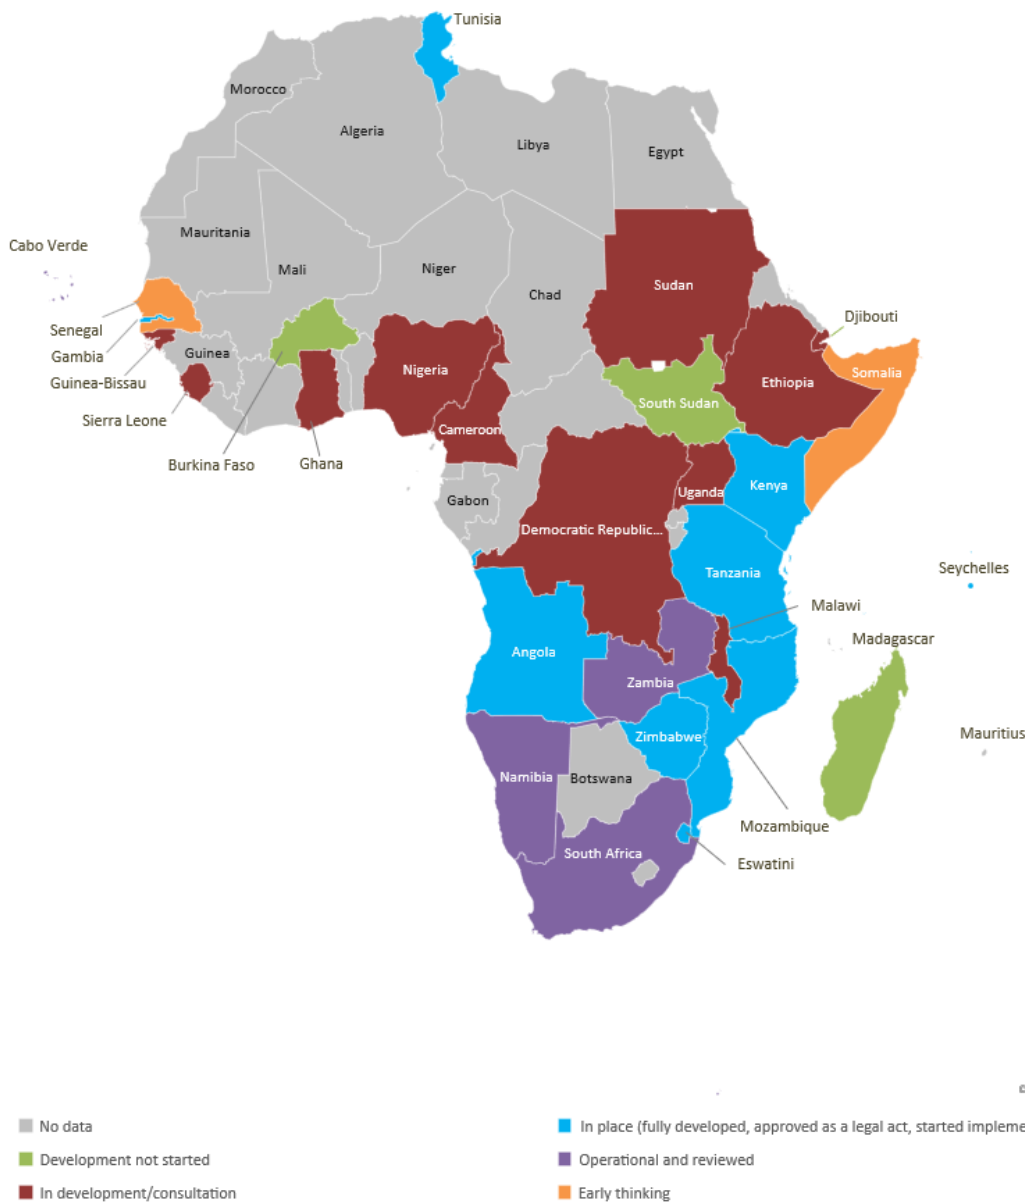 Tunisia
Morocco
Algeria
Libya
Egypt
Mauritania
Cabo Verde
Mali
Niger
Chad
Sudan
Senegal
Gambia
Guinea
Guinea-Bissau
Sierra Leone
Burkina Faso
Ghana
Nigeria
Cameroon
Djibouti
Ethiopia
Somalia
South Sudan
Gabon
Uganda
Kenya
Democratic Republic...
Tanzania
Seychelles
Malawi
Angola
Zambia
Madagascar
Zimbabwe
Mauritius
Namibia
Botswana
Mozambique
South Africa
Eswatini
No data
In place (fully developed, approved as a legal act, started impleme
Development not started
Operational and reviewed
In development/consultation
Early thinking